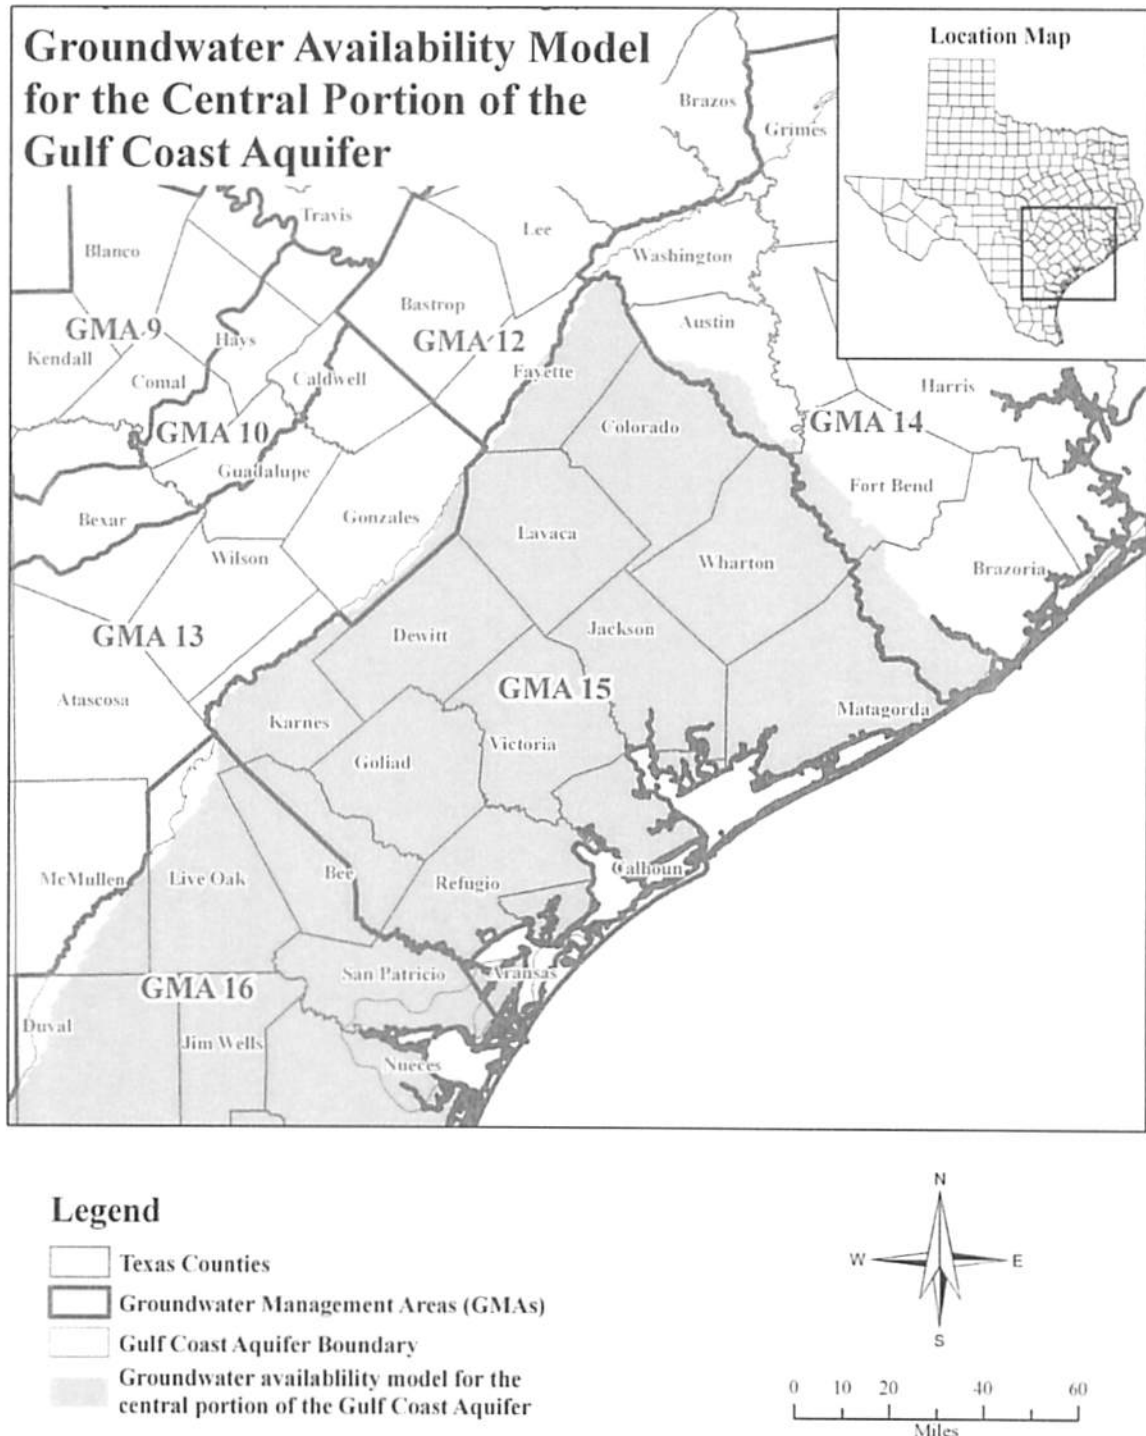 Groundwater Availability Model
for the Central Portion of the
Gulf Coast Aquifer
Location Map
Brazos
Grimes
Travis
Lee
Blanco
Washington
Bastrop
Austin
GMA 9
Hays
GMA 12
Kendall
Comal
Caldwell
Fayette
Harris
GMA 10
Colorado
GMA 14
Guadalupe
Fort Bend
Bexar
Gonzales
Lavaca
Wilson
Wharton
Brazoria
GMA 13
Dewitt
Jackson
Atascosa
GMA 15
Karnes
Matagorda
Goliad
Victoria
McMullen
Live Oak
Bee
Refugio
Calhoun
GMA 16
San Patricio
Aransas
Duval
Jim Wells
Nueces
Legend
Texas Counties
Groundwater Management Areas (GMAs)
Gulf Coast Aquifer Boundary
Groundwater availablility model for the
central portion of the Gulf Coast Aquifer
N
W
E
S
0 10 20 40 60
Miles